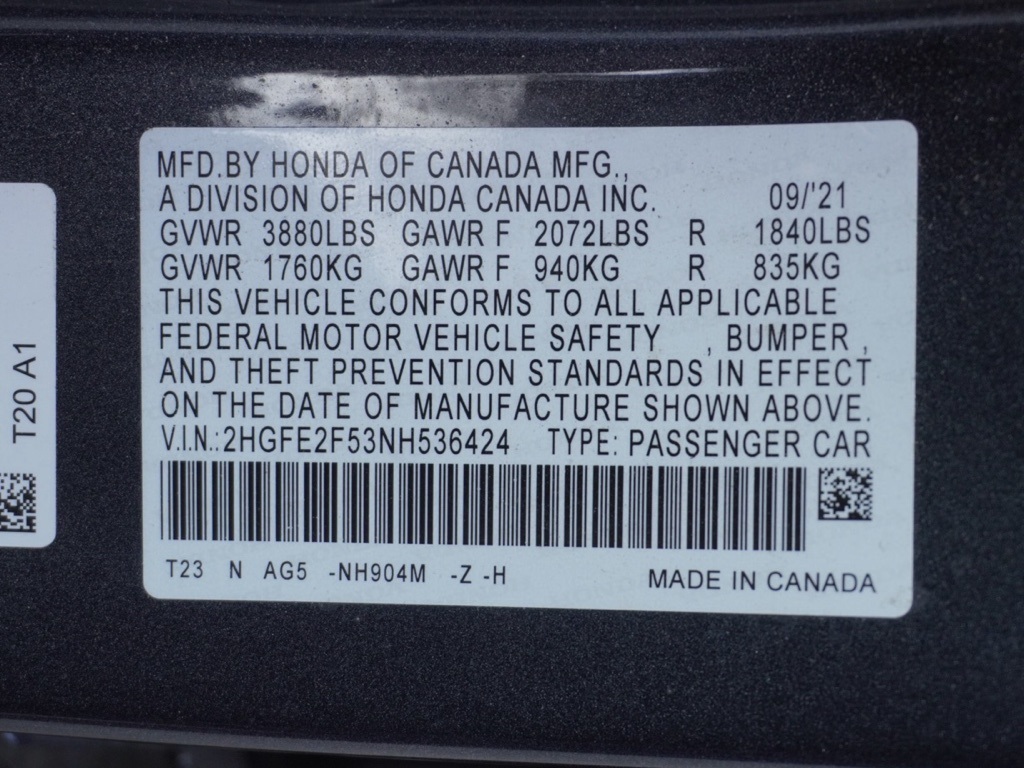 MFD.BY HONDA OF CANADA MFG.,
A DIVISION OF HONDA CANADA INC. 09/'21
GVWR 3880LBS GAWR F 2072LBS R 1840LBS
GVWR 1760KG GAWR F 940KG R 835KG
THIS VEHICLE CONFORMS TO ALL APPLICABLE
FEDERAL MOTOR VEHICLE SAFETY , BUMPER ,
AND THEFT PREVENTION STANDARDS IN EFFECT
ON THE DATE OF MANUFACTURE SHOWN ABOVE.
V.I.N.:2HGFE2F53NH536424 TYPE: PASSENGER CAR
T23 N AG5 -NH904M -Z -H MADE IN CANADA
T20 A1